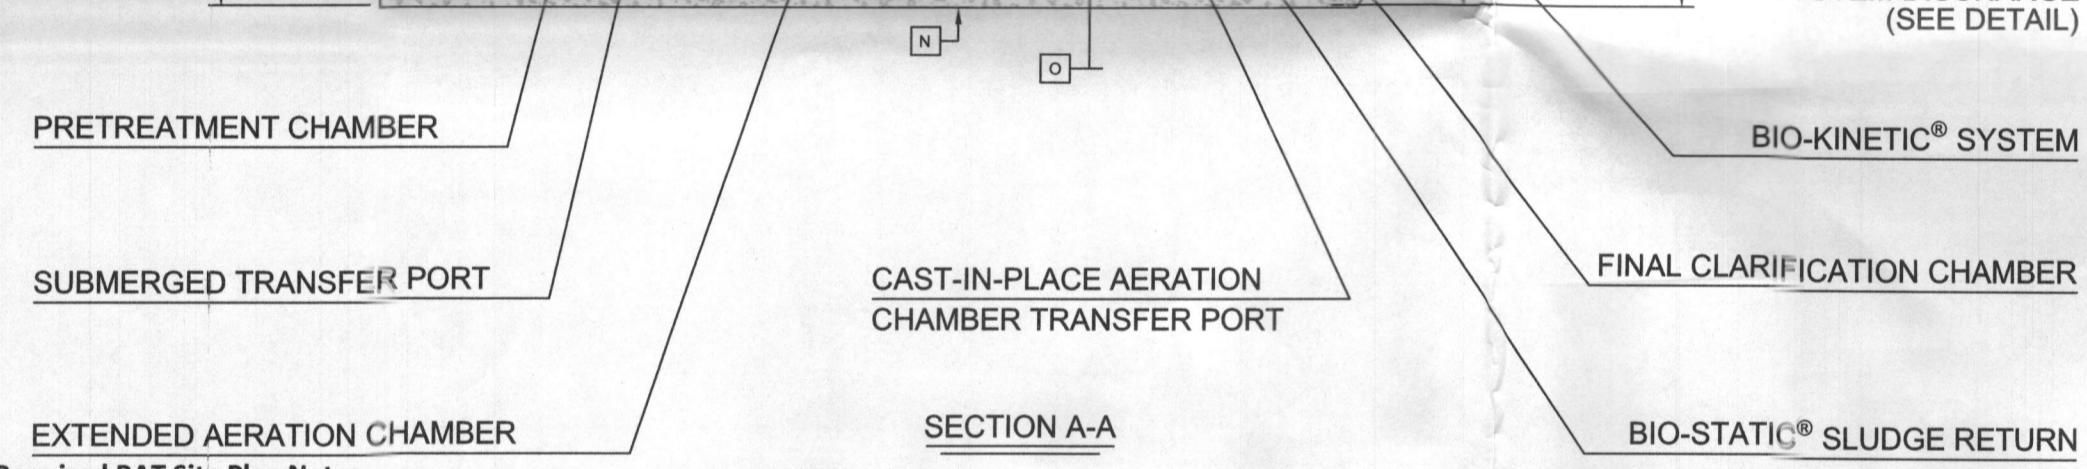 (SEE DETAIL)
N
O
PRETREATMENT CHAMBER
BIO-KINETIC® SYSTEM
SUBMERGED TRANSFER PORT
CAST-IN-PLACE AERATION
CHAMBER TRANSFER PORT
FINAL CLARIFICATION CHAMBER
EXTENDED AERATION CHAMBER
SECTION A-A
BIO-STATIC® SLUDGE RETURN